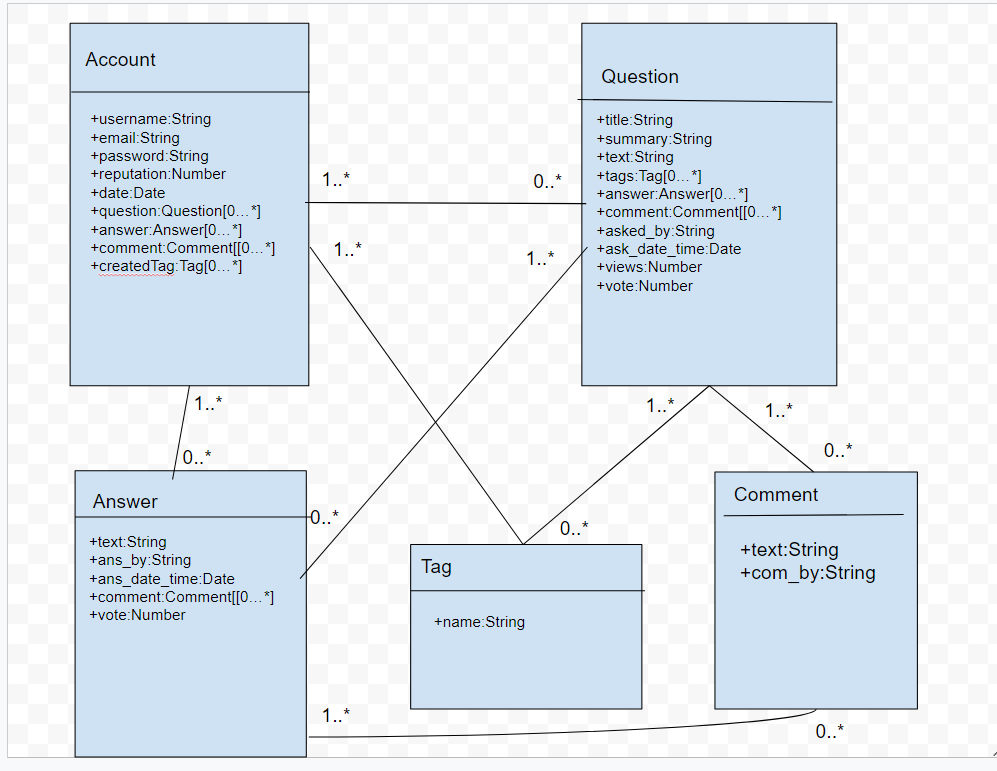 Account
+username:String
+email:String
+password:String
+reputation:Number
+date:Date
+question:Question[0...*]
+answer:Answer[0...*]
+comment:Comment[[0...*]
+createdTag:Tag[0...*]
Question
+title:String
+summary:String
+text:String
+tags:Tag[0...*]
+answer:Answer[0...*]
+comment:Comment[[0...*]
+asked_by:String
+ask_date_time:Date
+views:Number
+vote:Number
1..*
0..*
1..*
1..*
1..*
0..*
1..*
1..*
0..*
Answer
+text:String
+ans_by:String
+ans_date_time:Date
+comment:Comment[[0...*]
+vote:Number
0..*
0..*
Tag
+name:String
Comment
+text:String
+com_by:String
1..*
0..*